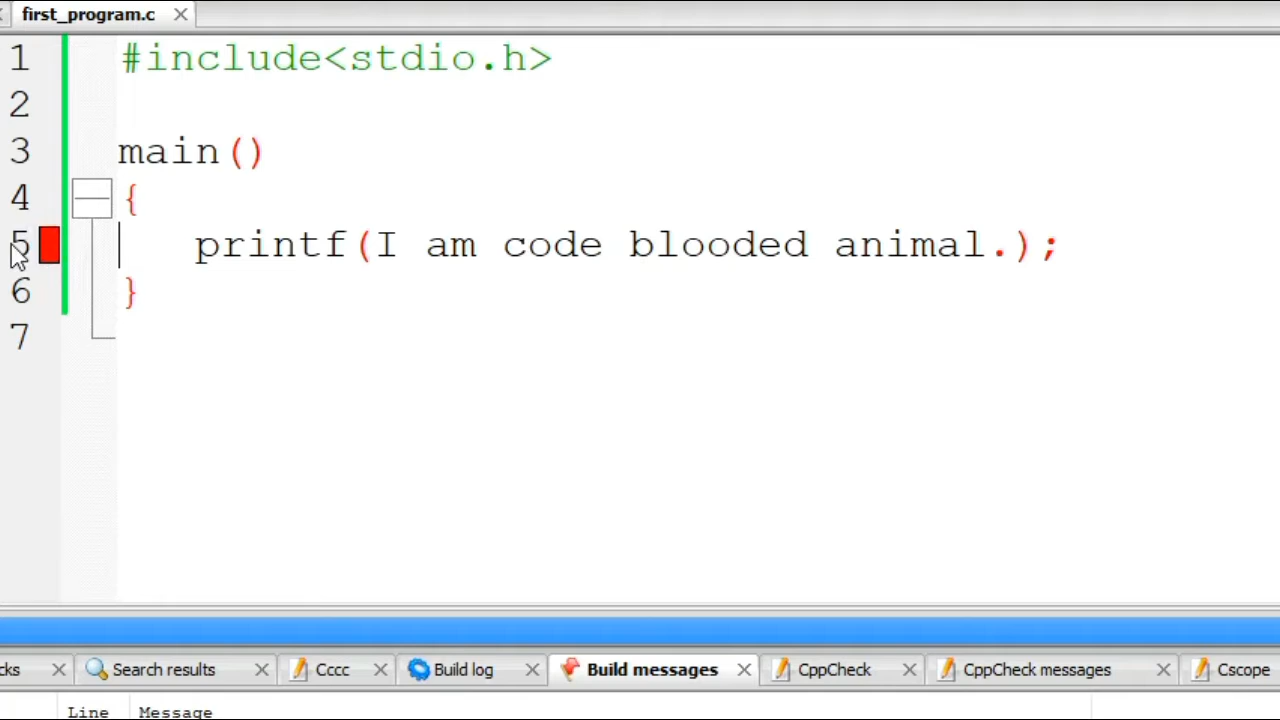 first_program.c
1 #include<stdio.h>
2
3 main()
4 {
5 printf(I am code blooded animal.);
6 }
7
cks Search results Cccc Build log Build messages CppCheck CppCheck messages Cscope
Line Message